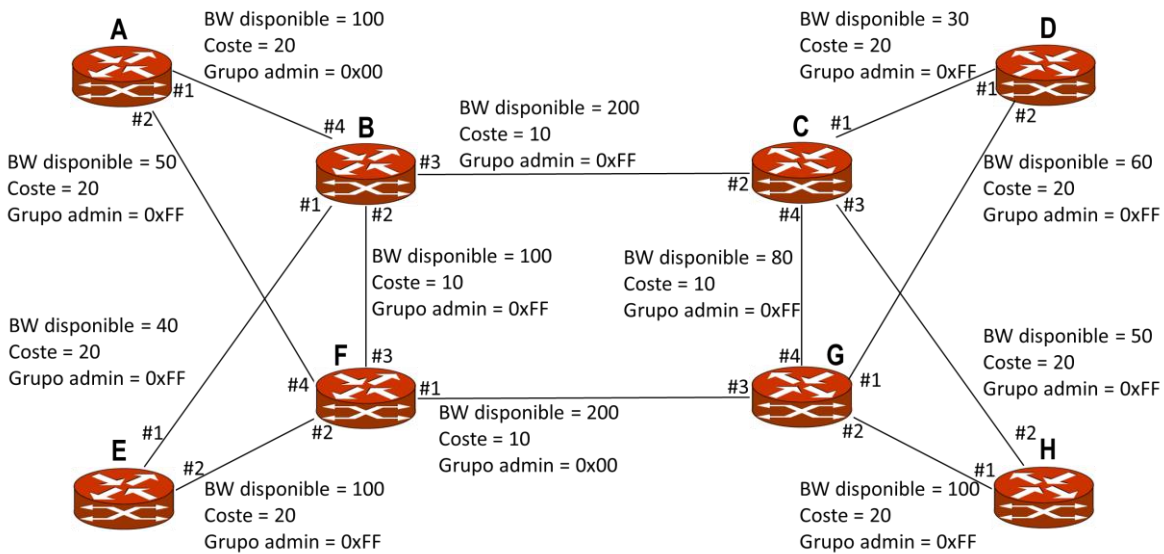 BW disponible = 100
Coste = 20
Grupo admin = 0x00
A
#1
#2
BW disponible = 30
Coste = 20
Grupo admin = 0xFF
D
#1
#2
#4
B
#3
#1
#2
BW disponible = 200
Coste = 10
Grupo admin = 0xFF
C
#1
#2
#4
#3
BW disponible = 50
Coste = 20
Grupo admin = 0xFF
BW disponible = 60
Coste = 20
Grupo admin = 0xFF
BW disponible = 100
Coste = 10
Grupo admin = 0xFF
BW disponible = 80
Coste = 10
Grupo admin = 0xFF
BW disponible = 40
Coste = 20
Grupo admin = 0xFF
BW disponible = 50
Coste = 20
Grupo admin = 0xFF
F
#3
#4
#1
#2
G
#4
#3
#1
#2
BW disponible = 200
Coste = 10
Grupo admin = 0x00
E
#1
#2
BW disponible = 100
Coste = 20
Grupo admin = 0xFF
H
#2
#1
BW disponible = 100
Coste = 20
Grupo admin = 0xFF